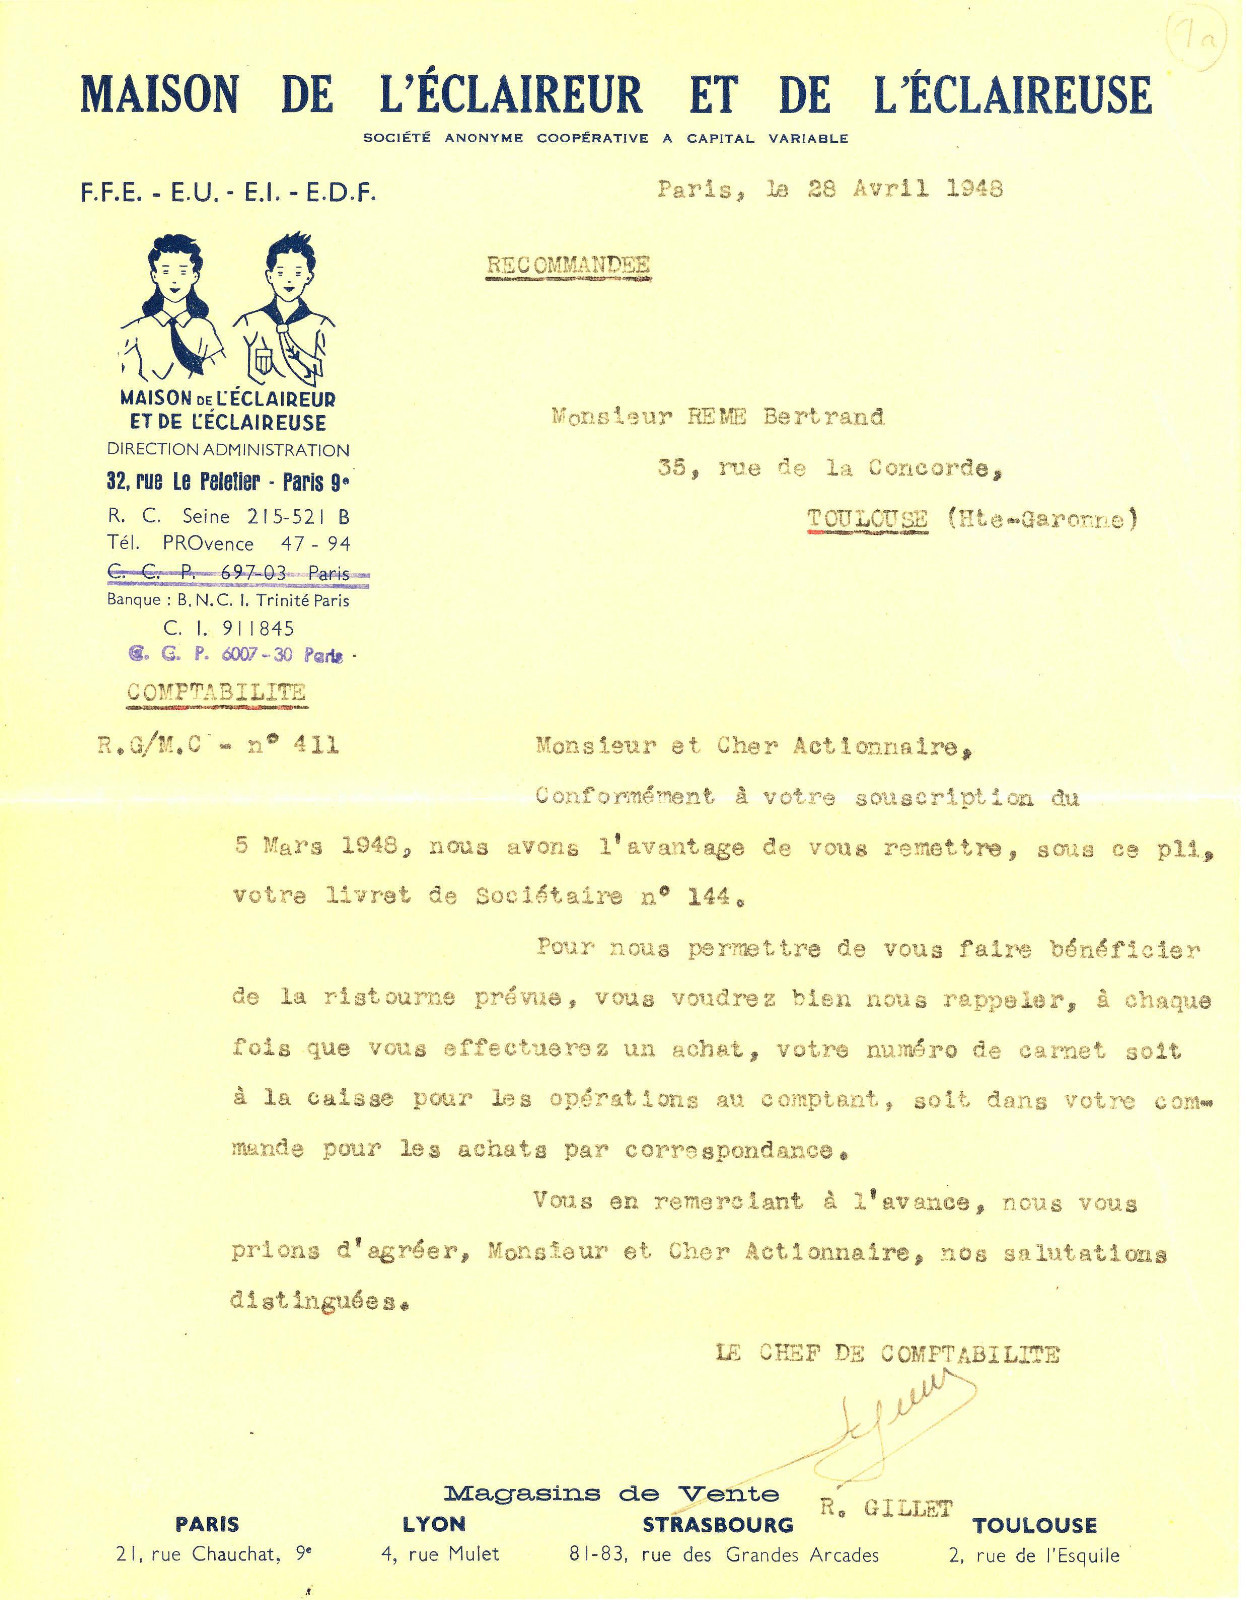 1a
MAISON DE L'ÉCLAIREUR ET DE L'ÉCLAIREUSE
SOCIÉTÉ ANONYME COOPÉRATIVE A CAPITAL VARIABLE
F.F.E. - E.U. - E.I. - E.D.F.
Paris, le 28 Avril 1948
RECOMMANDEE
MAISON DE L'ÉCLAIREUR
ET DE L'ÉCLAIREUSE
DIRECTION ADMINISTRATION
32, rue Le Peletier - Paris 9e
R. C. Seine 215-521 B
Tél. PROvence 47 - 94
C. C. P. 697-03 Paris
Banque : B.N.C.I. Trinité Paris
C. I. 911845
C. C. P. 6007-30 Paris
COMPTABILITE
R.G/M.C - n° 411
Monsieur REME Bertrand
35, rue de la Concorde,
TOULOUSE (Hte-Garonne)
Monsieur et Cher Actionnaire,
Conformément à votre souscription du
5 Mars 1948, nous avons l'avantage de vous remettre, sous ce pli,
votre livret de Sociétaire n° 144.
Pour nous permettre de vous faire bénéficier
de la ristourne prévue, vous voudrez bien nous rappeler, à chaque
fois que vous effectuerez un achat, votre numéro de carnet soit
à la caisse pour les opérations au comptant, soit dans votre com-
mande pour les achats par correspondance.
Vous en remerciant à l'avance, nous vous
prions d'agréer, Monsieur et Cher Actionnaire, nos salutations
distinguées.
LE CHEF DE COMPTABILITE
R. GILLET
Magasins de Vente
PARIS
21, rue Chauchat, 9e
LYON
4, rue Mulet
STRASBOURG
81-83, rue des Grandes Arcades
TOULOUSE
2, rue de l'Esquile